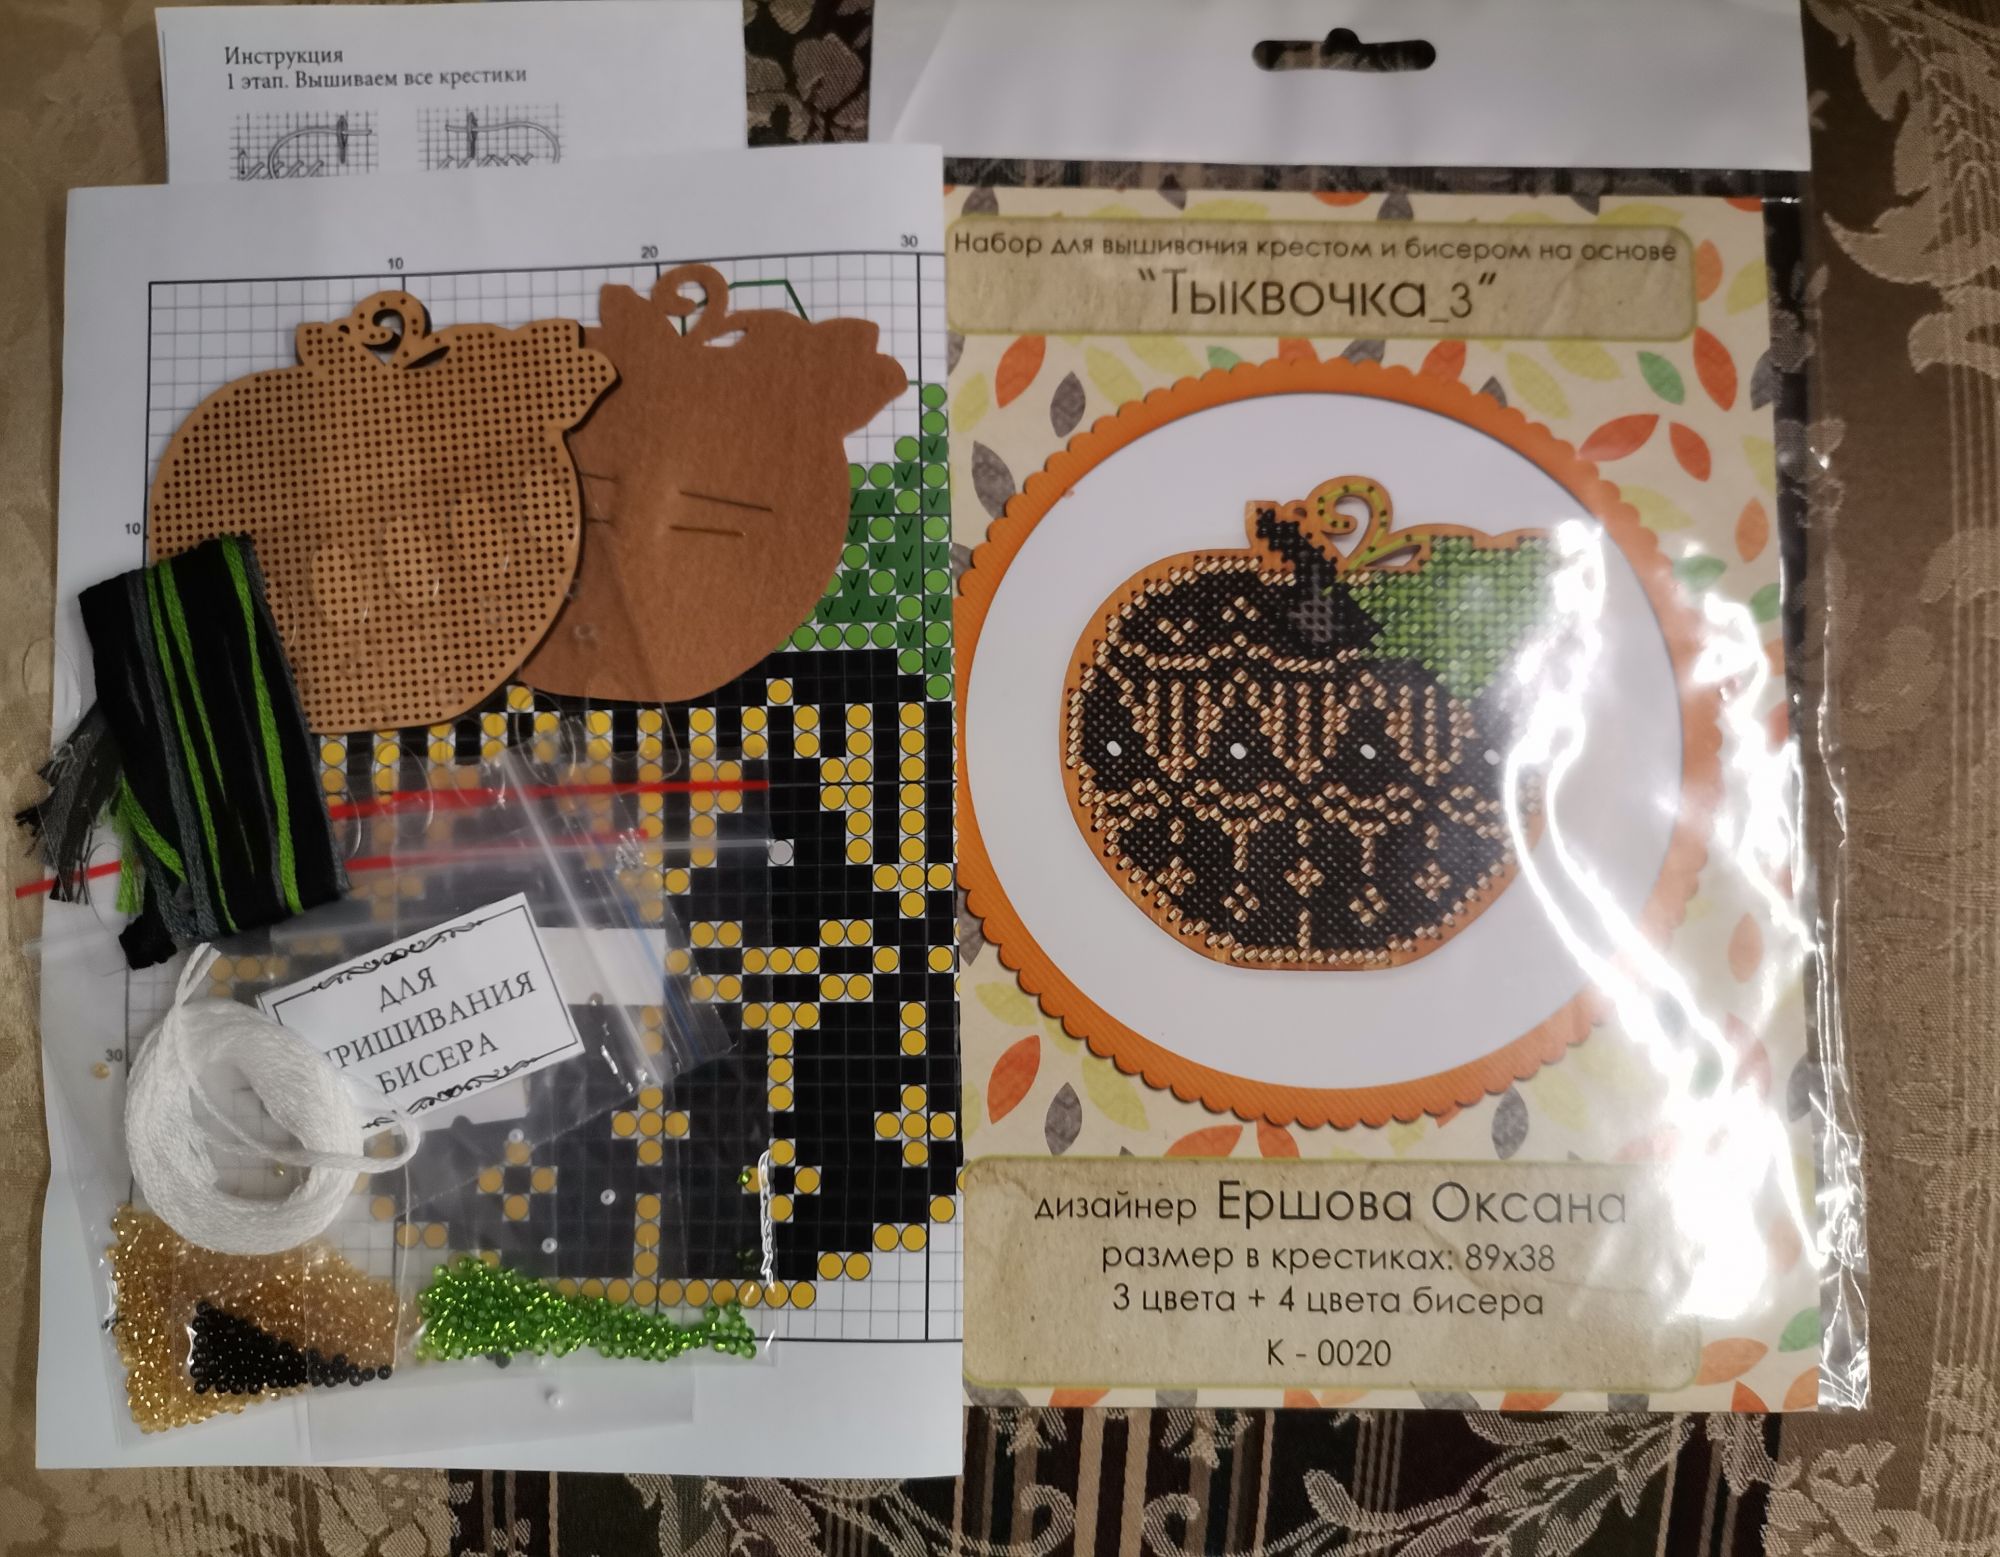 Инструкция
1 этап. Вышиваем все крестики
10
20
30
10
30
ДЛЯ
ПРИШИВАНИЯ
БИСЕРА
Набор для вышивания крестом и бисером на основе
"Тыквочка_3"
дизайнер Ершова Оксана
размер в крестиках: 89х38
3 цвета + 4 цвета бисера
К - 0020